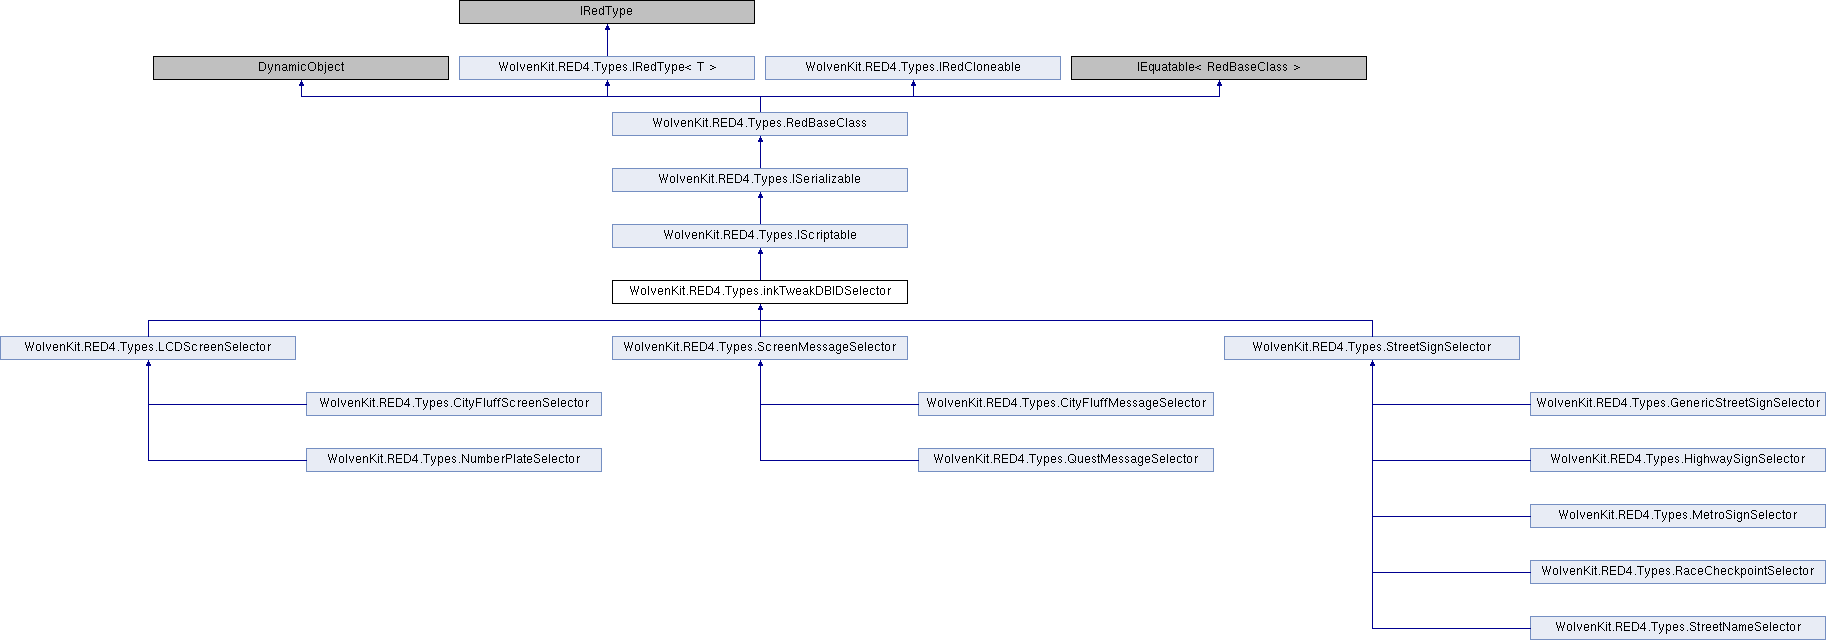 IRedType
DynamicObject
WolvenKit.RED4.Types.IRedType< T >
WolvenKit.RED4.Types.IRedCloneable
IEquatable< RedBaseClass >
WolvenKit.RED4.Types.RedBaseClass
WolvenKit.RED4.Types.ISerializable
WolvenKit.RED4.Types.IScriptable
WolvenKit.RED4.Types.inkTweakDBIDSelector
WolvenKit.RED4.Types.LCDScreenSelector
WolvenKit.RED4.Types.ScreenMessageSelector
WolvenKit.RED4.Types.StreetSignSelector
WolvenKit.RED4.Types.CityFluffScreenSelector
WolvenKit.RED4.Types.CityFluffMessageSelector
WolvenKit.RED4.Types.GenericStreetSignSelector
WolvenKit.RED4.Types.NumberPlateSelector
WolvenKit.RED4.Types.QuestMessageSelector
WolvenKit.RED4.Types.HighwaySignSelector
WolvenKit.RED4.Types.MetroSignSelector
WolvenKit.RED4.Types.RaceCheckpointSelector
WolvenKit.RED4.Types.StreetNameSelector